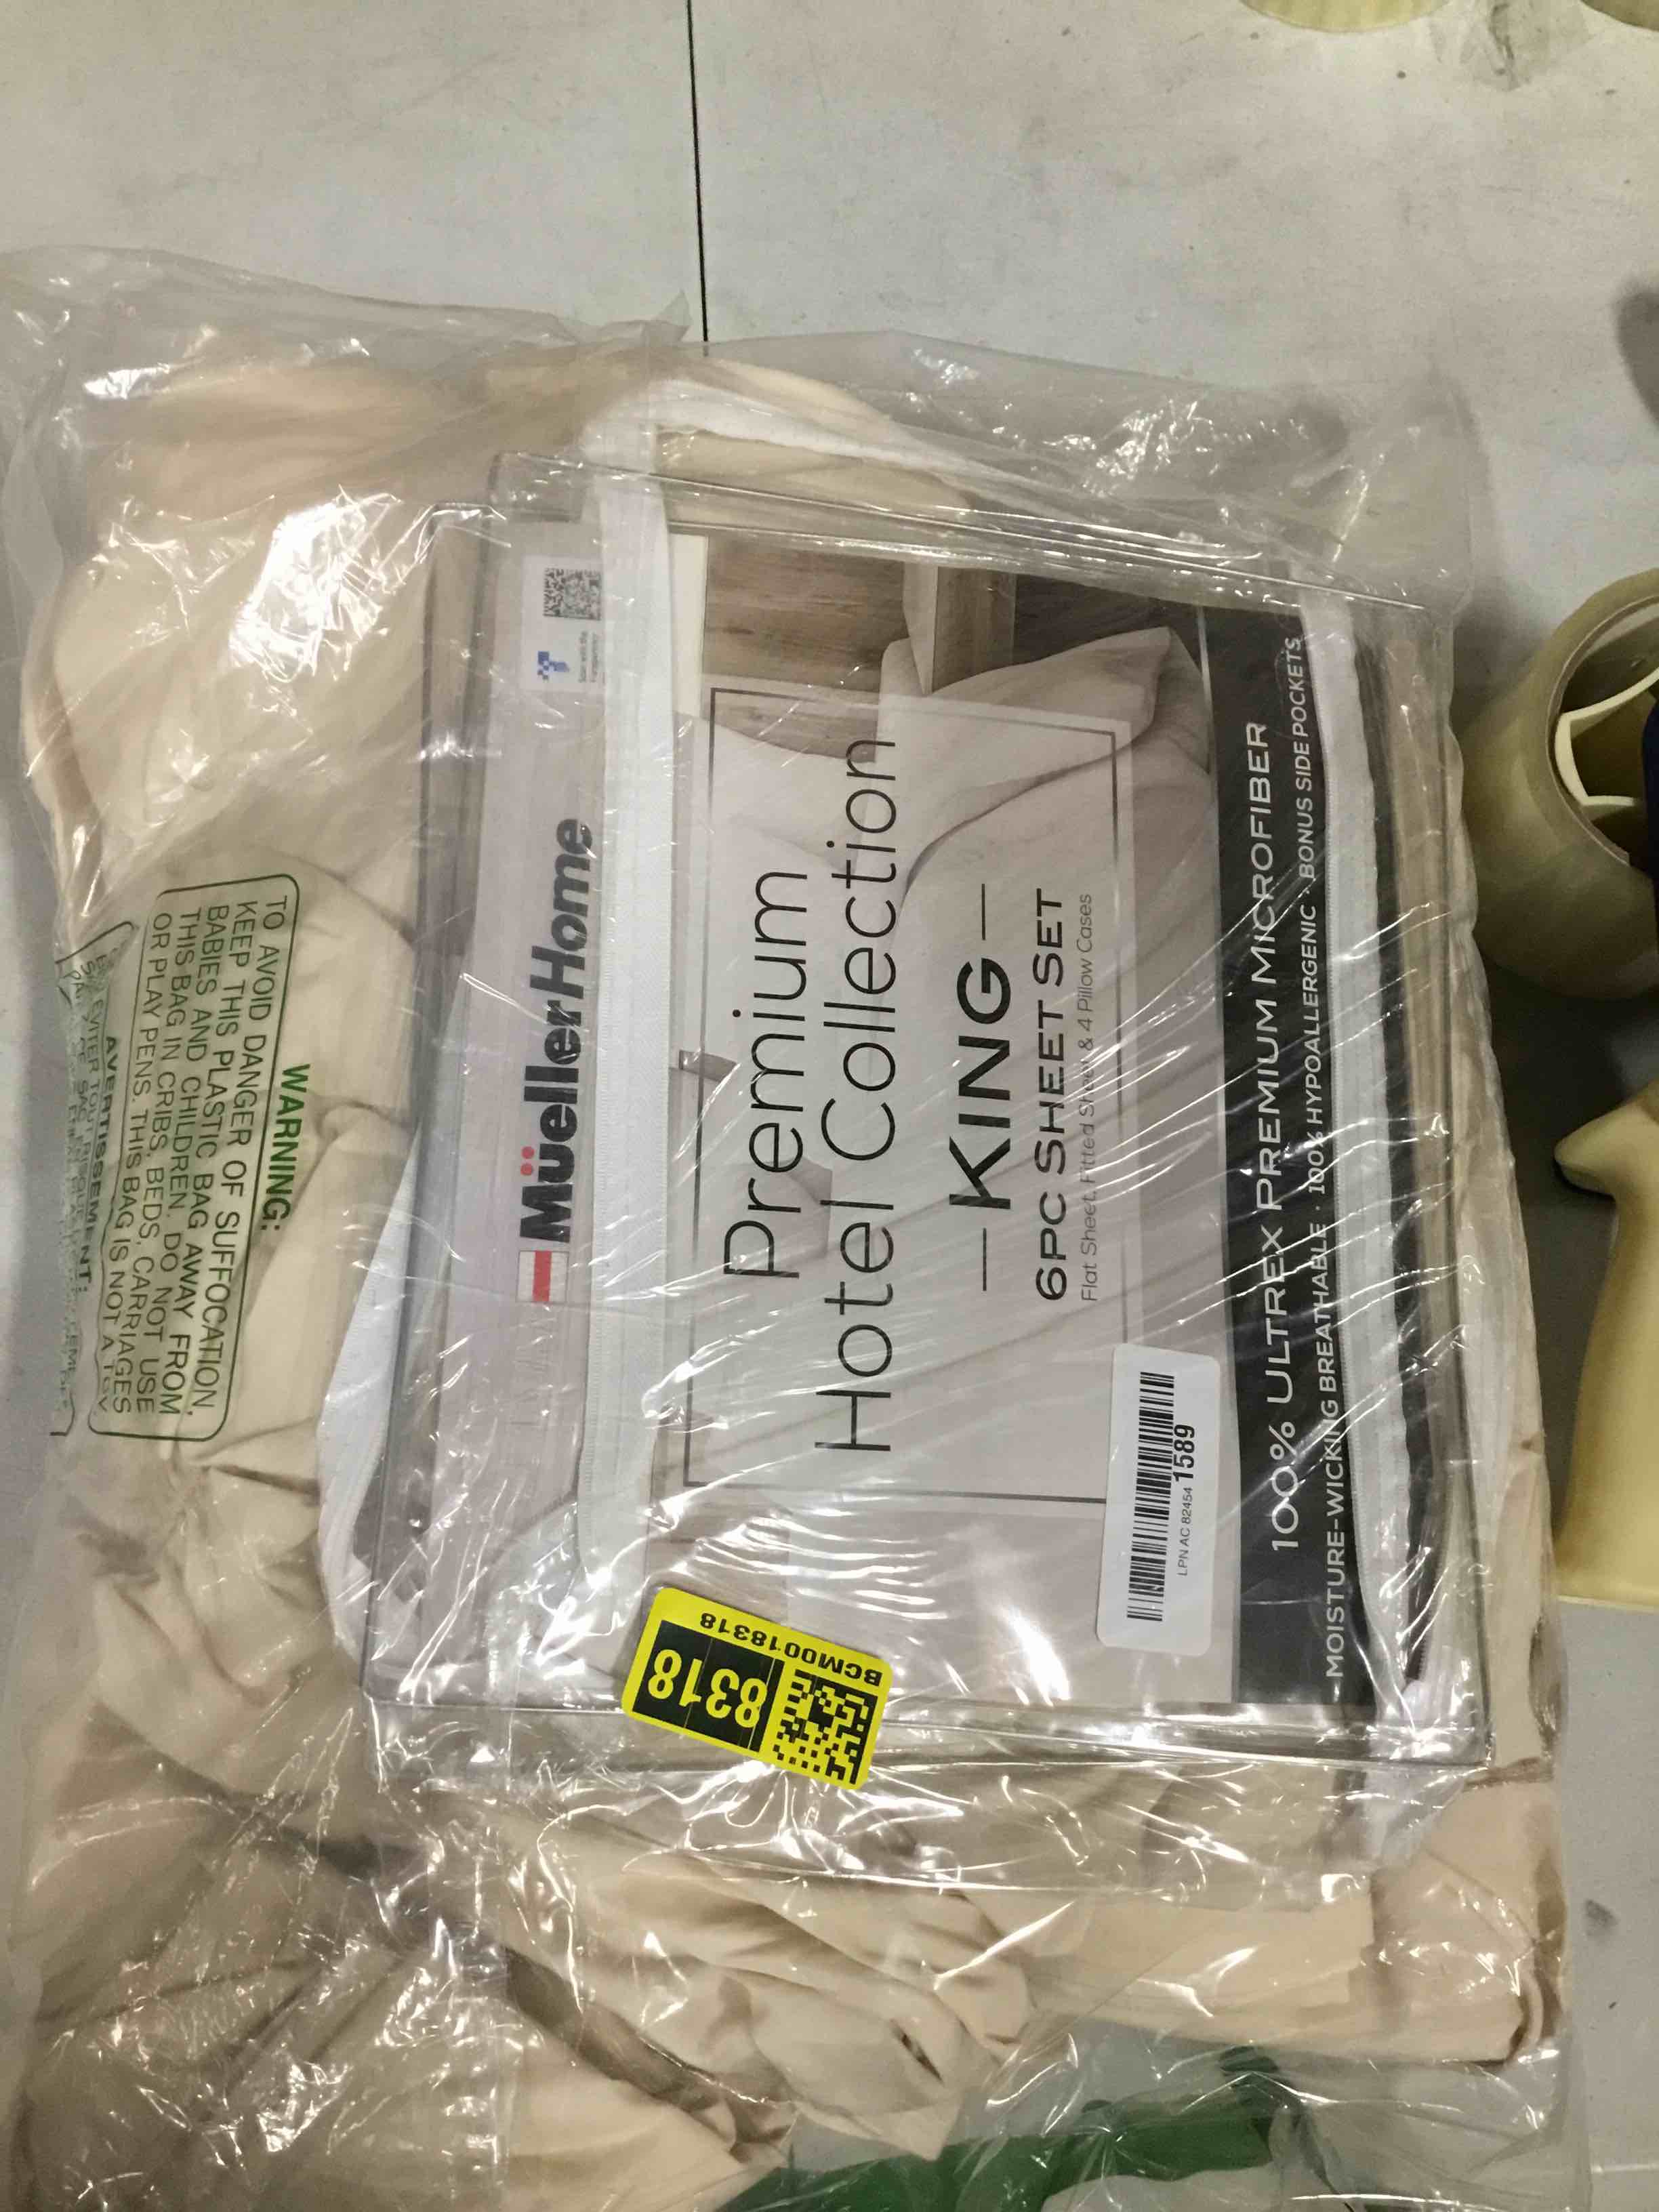 MüellerHome
Premium
Hotel Collection
KING
6PC SHEET SET
Flat Sheet, Fitted Sheet & 4 Pillow Cases
100% ULTREX PREMIUM MICROFIBER
MOISTURE-WICKING BREATHABLE · 100% HYPOALLERGENIC · BONUS SIDE POCKETS
LPN AC 82454 1589
8318
BCM0018318
WARNING:
TO AVOID DANGER OF SUFFOCATION,
KEEP THIS PLASTIC BAG AWAY FROM
BABIES AND CHILDREN. DO NOT USE
THIS BAG IN CRIBS, BEDS, CARRIAGES
OR PLAY PENS. THIS BAG IS NOT A TOY
AVERTISSEMENT: